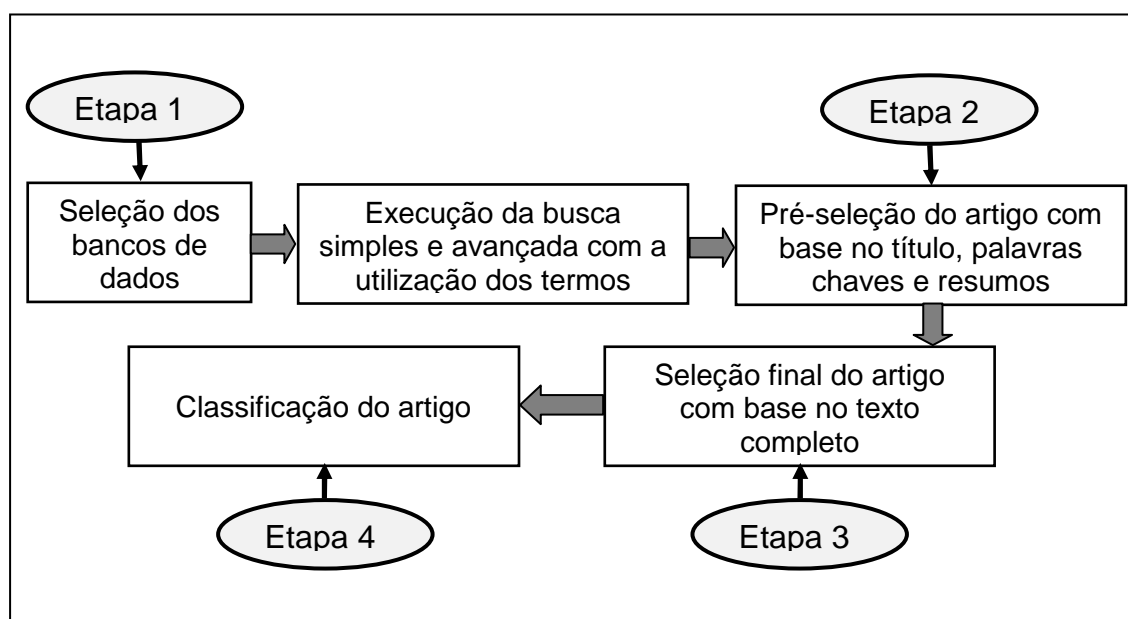 Etapa 1
Etapa 2
Seleção dos
bancos de
dados
Execução da busca
simples e avançada com a
utilização dos termos
Pré-seleção do artigo com
base no título, palavras
chaves e resumos
Classificação do artigo
Seleção final do artigo
com base no texto
completo
Etapa 4
Etapa 3